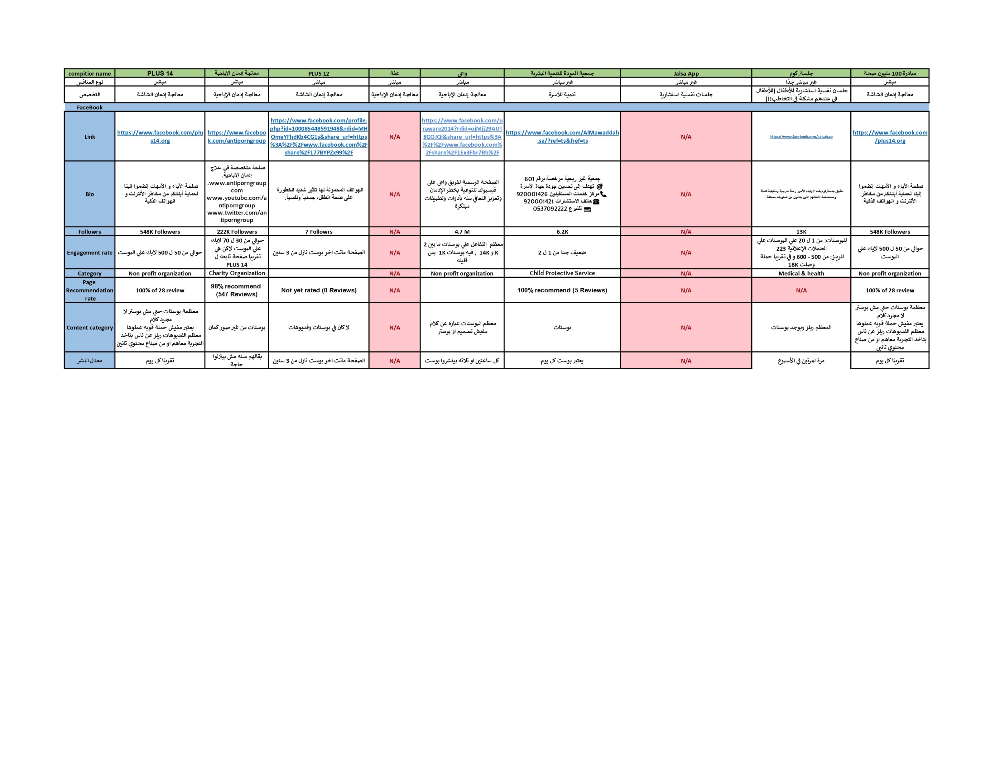 compitior name
PLUS 14
معالجة إدمان الإباحية
PLUS 12
عفة
واعي
جمعية المودة للتنمية البشرية
Jalsa App
جلسة.كوم
مبادرة 100 مليون صحة
نوع المنافس
مباشر
مباشر
مباشر
مباشر
مباشر
غير مباشر
غير مباشر
غير مباشر جدًا
مباشر
التخصص
معالجة إدمان الشاشة
معالجة إدمان الإباحية
معالجة إدمان الشاشة
معالجة إدمان الإباحية
معالجة إدمان الإباحية
تنمية للأسرة
جلسات نفسية استشارية
جلسان نفسية استشارية للأطفال (للأطفال
الي عندهم مشكلة في التخاطب!!)
معالجة إدمان الشاشة
FaceBook
Link
https://www.facebook.com/plu
s14.org
https://www.faceboo
k.com/antiporngroup
https://www.facebook.com/profile.
php?id=100085448591948&rdid=MH
OmeYFhdKb4CG1s&share_url=https
%3A%2F%2Fwww.facebook.com%2F
share%2F177BYPZx99%2F
N/A
https://www.facebook.com/u
raware2014?rdid=ojMjj29AUT
8GOJQi&share_url=https%3A
%2F%2Fwww.facebook.com%
2Fshare%2F1Ex3Fbr7Rh%2F
https://www.facebook.com/AlMawaddah
.sa/?ref=ts&fref=ts
N/A
https://www.facebook.com/galsah.co
https://www.facebook.com
/plus14.org
Bio
صفحة الآباء و الأمهات إنضموا إلينا
لحماية أبنائكم من مخاطر الأنترنت و
الهواتف الذكية
صفحة متخصصة في علاج
إدمان الإباحية.
.www.antiporngroup
com
www.youtube.com/a
ntiporngroup
www.twitter.com/an
tiporngroup
الهواتف المحمولة لها تأثير شديد الخطورة
على صحة الطفل، جسدياً ونفسياً.
N/A
الصفحة الرسمية لفريق واعي على
فيسبوك للتوعية بخطر الإدمان
وتعزيز التعافي منه بأدوات وتطبيقات
مبتكرة
جمعية غير ربحية مرخصة برقم 601
🎯 تهدف إلى تحسين جودة حياة الأسرة
📞مركز خدمات المستفيدين 920001426
☎هاتف الاستشارات 920001421
💳 للتبرع 0537092222
N/A
تطبيق جلسة.كوم يقدم لأولياء الأمور رحلة تدريبية وتأهيلية كاملة
ومتخصصة لأطفالهم الذين يعانون من صعوبات مختلفة
صفحة الآباء و الأمهات إنضموا
إلينا لحماية أبنائكم من مخاطر
الأنترنت و الهواتف الذكية
Followrs
548K Followers
222K Followers
7 Followrs
N/A
4.7 M
6.2K
N/A
13K
548K Followers
Engagement rate
حوالي من 50 ل 500 لايك علي البوست
حوالي من 30 ل 70 لايك
علي البوست لاكن هي
تقريبا صفحة تابعه ل
PLUS 14
الصفحة ماتت اخر بوست نازل من 3 سنين
N/A
معظم التفاعل علي بوستات ما بين 2
K و 14K , فيه بوستات 1K بس
قليله
ضعيف جدا من 1 ل 2
N/A
للبوستات: من 1 ل 20 علي البوستات علي
الحملات الإعلانية 223
للريلز: من 500 - 600 و في تقريبا حملة
وصلت 18K
حوالي من 50 ل 500 لايك علي
البوست
Category
Non profit organization
Charity Organization
N/A
Non profit organization
Child Protective Service
N/A
Medical & health
Non profit organization
Page
Recommendation
rate
100% of 28 review
98% recommend
(547 Reviews)
Not yet rated (0 Reviews)
N/A
100% recommend (5 Reviews)
N/A
N/A
100% of 28 review
Content category
معظمة بوستات حتي مش بوستر لا
مجرد كلام
يعتبر مفيش حملة قويه عملوها
معظم الفديوهات ريلز عن ناس بتاخد
التجربة معاهم او من صناع محتوي تانين
بوستات من غير صور كمان
لا كان في بوستات وفديوهات
N/A
معظم البوستات عباره عن كلام
مفيش تصميم او بوستر
بوستات
N/A
المعظم ريلز ويوجد بوستات
معظمة بوستات حتي مش بوستر
لا مجرد كلام
يعتبر مفيش حملة قويه عملوها
معظم الفديوهات ريلز عن ناس
بتاخد التجربة معاهم او من صناع
محتوي تانين
معدل النشر
تقريبًا كل يوم
بقالهم سنه مش بينزلوا
حاجة
الصفحة ماتت اخر بوست نازل من 3 سنين
N/A
كل ساعتين او تلاته بينشروا بوست
يعتبر بوست كل يوم
N/A
مرة لمرتين في الأسبوع
تقريبًا كل يوم